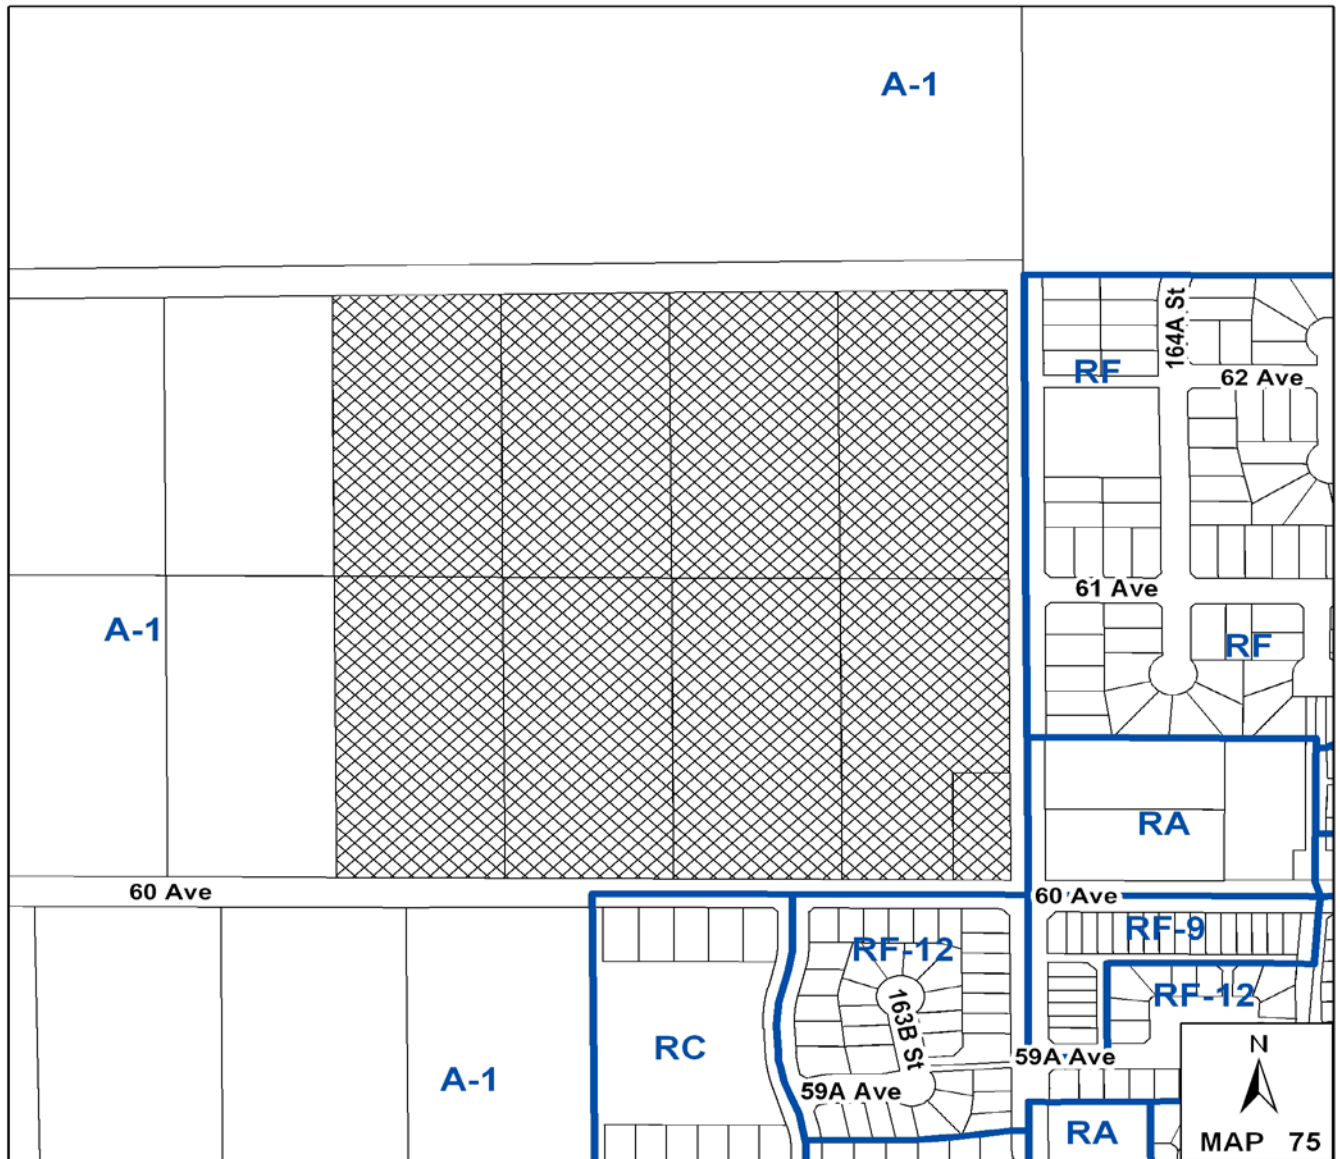 A-1
164A St
RF
62 Ave
61 Ave
A-1
RF
RA
60 Ave
60 Ave
RF-9
RF-12
RF-12
163B St
RC
59A Ave
A-1
59A Ave
RA
N
MAP 75